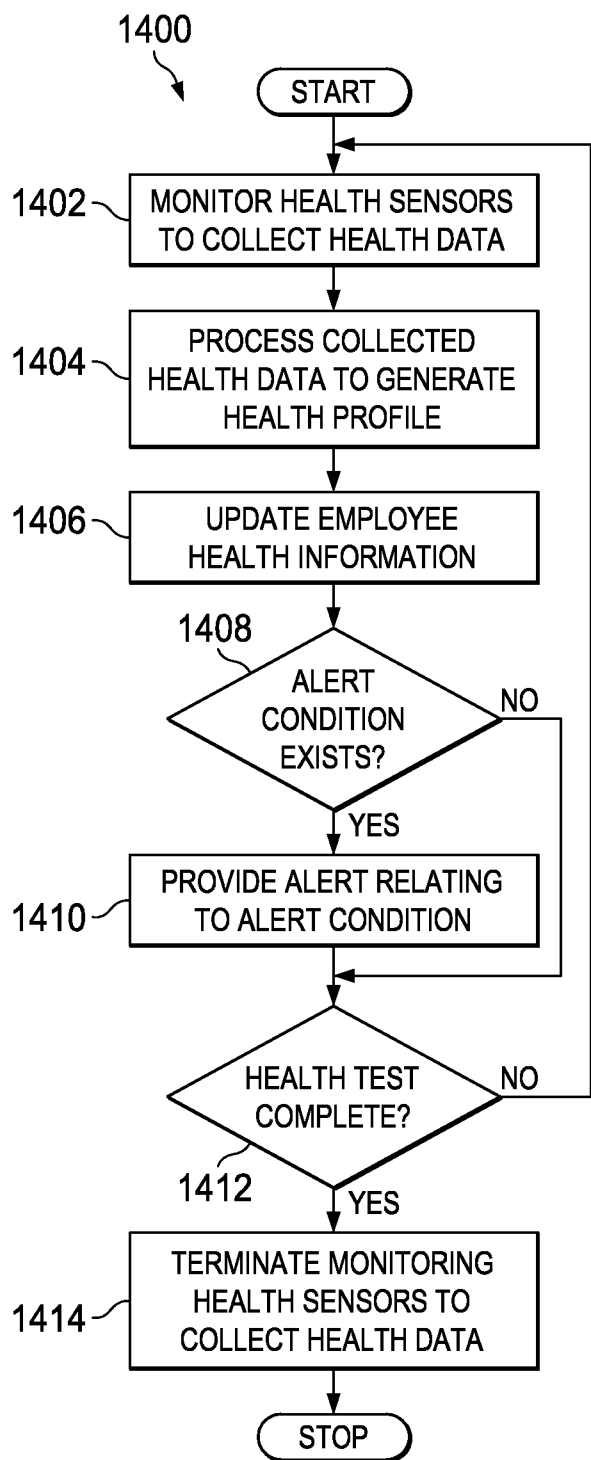 1400
START
1402
MONITOR HEALTH SENSORS
TO COLLECT HEALTH DATA
1404
PROCESS COLLECTED
HEALTH DATA TO GENERATE
HEALTH PROFILE
1406
UPDATE EMPLOYEE
HEALTH INFORMATION
1408
ALERT
CONDITION
EXISTS?
NO
YES
1410
PROVIDE ALERT RELATING
TO ALERT CONDITION
HEALTH TEST
COMPLETE?
NO
1412
YES
1414
TERMINATE MONITORING
HEALTH SENSORS TO
COLLECT HEALTH DATA
STOP